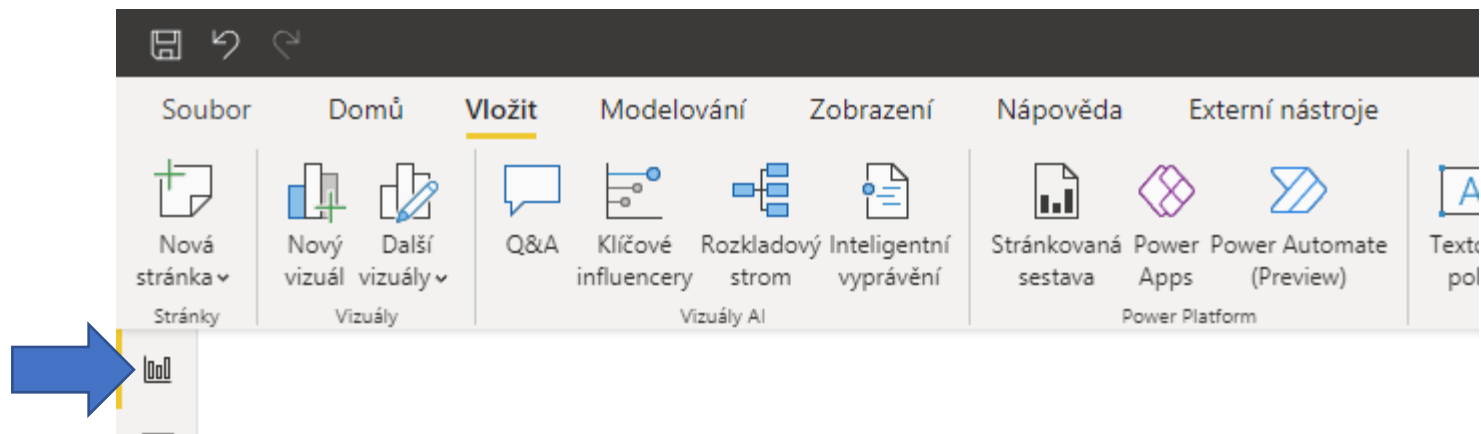 Soubor Domů Vložit Modelování Zobrazení Nápověda Externí nástroje
Nová stránka
Nový vizuál
Další vizuály
Q&A
Klíčové influencery
Rozkladový strom
Inteligentní vyprávění
Stránkovaná sestava
Power Apps
Power Automate (Preview)
Stránky Vizuály Vizuály AI Power Platform